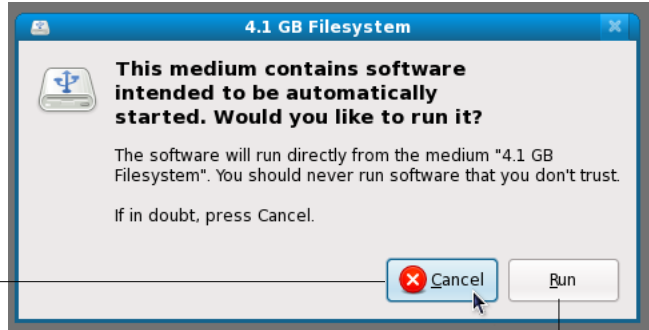 4.1 GB Filesystem
This medium contains software
intended to be automatically
started. Would you like to run it?
The software will run directly from the medium "4.1 GB
Filesystem". You should never run software that you don't trust.
If in doubt, press Cancel.
Cancel Run